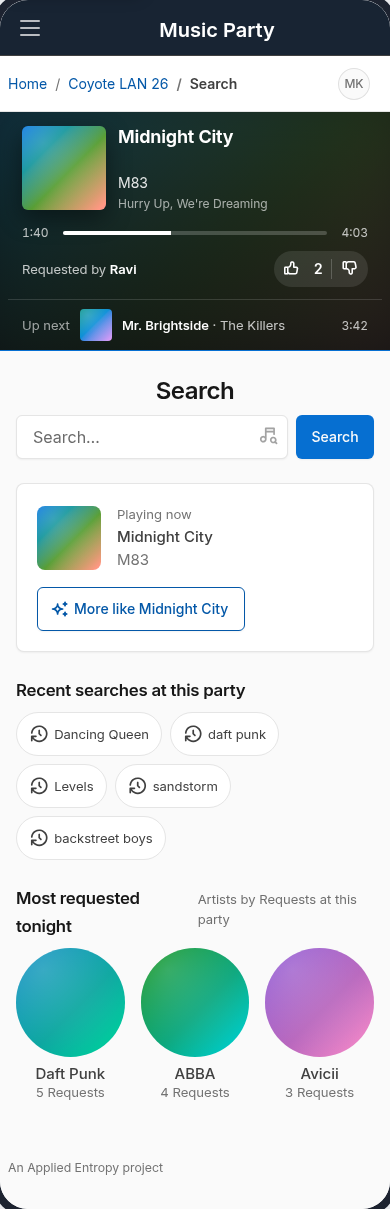 Music Party
Home / Coyote LAN 26 / Search
MK
Midnight City
M83
Hurry Up, We're Dreaming
1:40 4:03
Requested by Ravi
2
Up next Mr. Brightside · The Killers 3:42
Search
Search... Search
Playing now
Midnight City
M83
More like Midnight City
Recent searches at this party
Dancing Queen daft punk
Levels sandstorm
backstreet boys
Most requested
tonight
Artists by Requests at this
party
Daft Punk ABBA Avicii
5 Requests 4 Requests 3 Requests
An Applied Entropy project